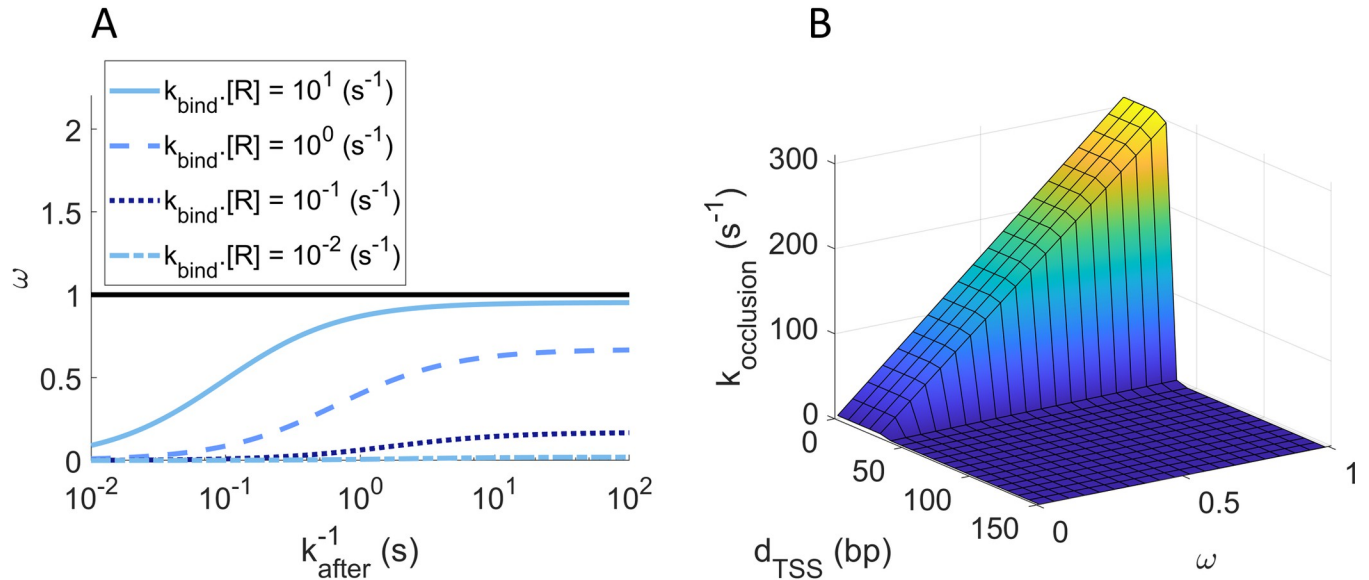 A
k_bind.[R] = 10^1 (s^-1)
k_bind.[R] = 10^0 (s^-1)
k_bind.[R] = 10^-1 (s^-1)
k_bind.[R] = 10^-2 (s^-1)
2
1.5
1
0.5
0
ω
10^-2 10^-1 10^0 10^1 10^2
k_after^-1 (s)
B
300
200
100
0
k_occlusion (s^-1)
0
50
100
150
d_TSS (bp)
0
0.5
1
ω